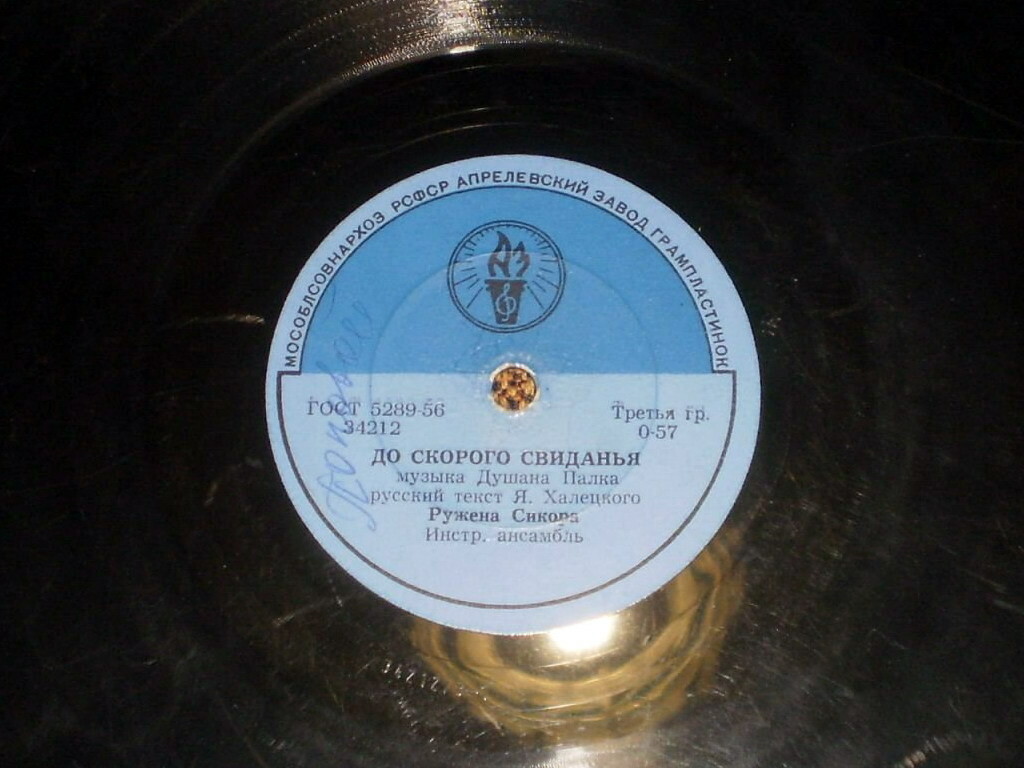 МОСОБЛСОВНАРХОЗ РСФСР АПРЕЛЕВСКИЙ ЗАВОД ГРАМПЛАСТИНОК
АЗ
ГОСТ 5289-56
34212
Третья гр.
0-57
ДО СКОРОГО СВИДАНЬЯ
музыка Душана Палка
русский текст Я. Халецкого
Ружена Сикора
Инстр. ансамбль